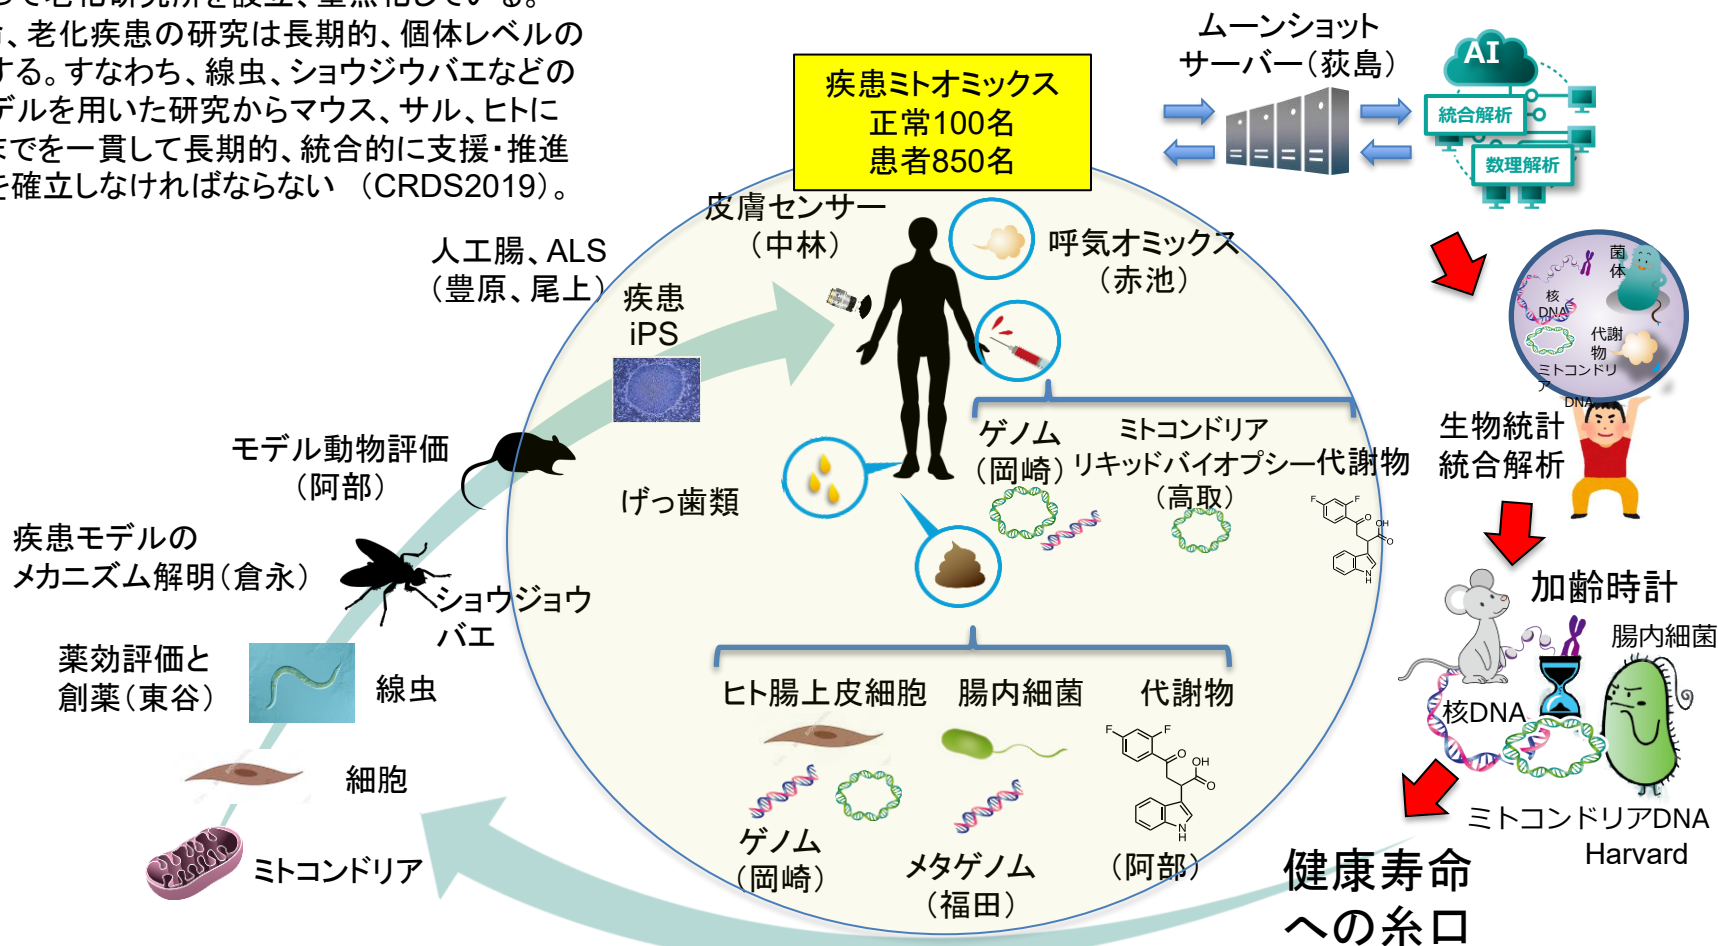 って老化研究所を設立、重点化している。
、老化疾患の研究は長期的、個体レベルの
する。すなわち、線虫、ショウジウバエなどの
デルを用いた研究からマウス、サル、ヒトに
までを一貫して長期的、統合的に支援・推進
を確立しなければならない （CRDS2019）。
疾患ミトオミックス
正常100名
患者850名
ムーンショット
サーバー（荻島）
AI
統合解析
数理解析
皮膚センサー
（中林）
呼気オミックス
（赤池）
人工腸、ALS
（豊原、尾上）
疾患
iPS
菌
体
核
DNA
代謝
物
ミトコンドリ
ア
DNA
生物統計
統合解析
モデル動物評価
（阿部）
げっ歯類
ゲノム
（岡崎）
ミトコンドリア
リキッドバイオプシー
（高取）
代謝物
F
F
O
OH
O
N
H
疾患モデルの
メカニズム解明（倉永）
ショウジョウ
バエ
加齢時計
腸内細菌
核DNA
ミトコンドリアDNA
Harvard
薬効評価と
創薬（東谷）
線虫
細胞
ミトコンドリア
ヒト腸上皮細胞
腸内細菌
代謝物
F
F
O
OH
O
N
H
ゲノム
（岡崎）
メタゲノム
（福田）
（阿部）
健康寿命
への糸口